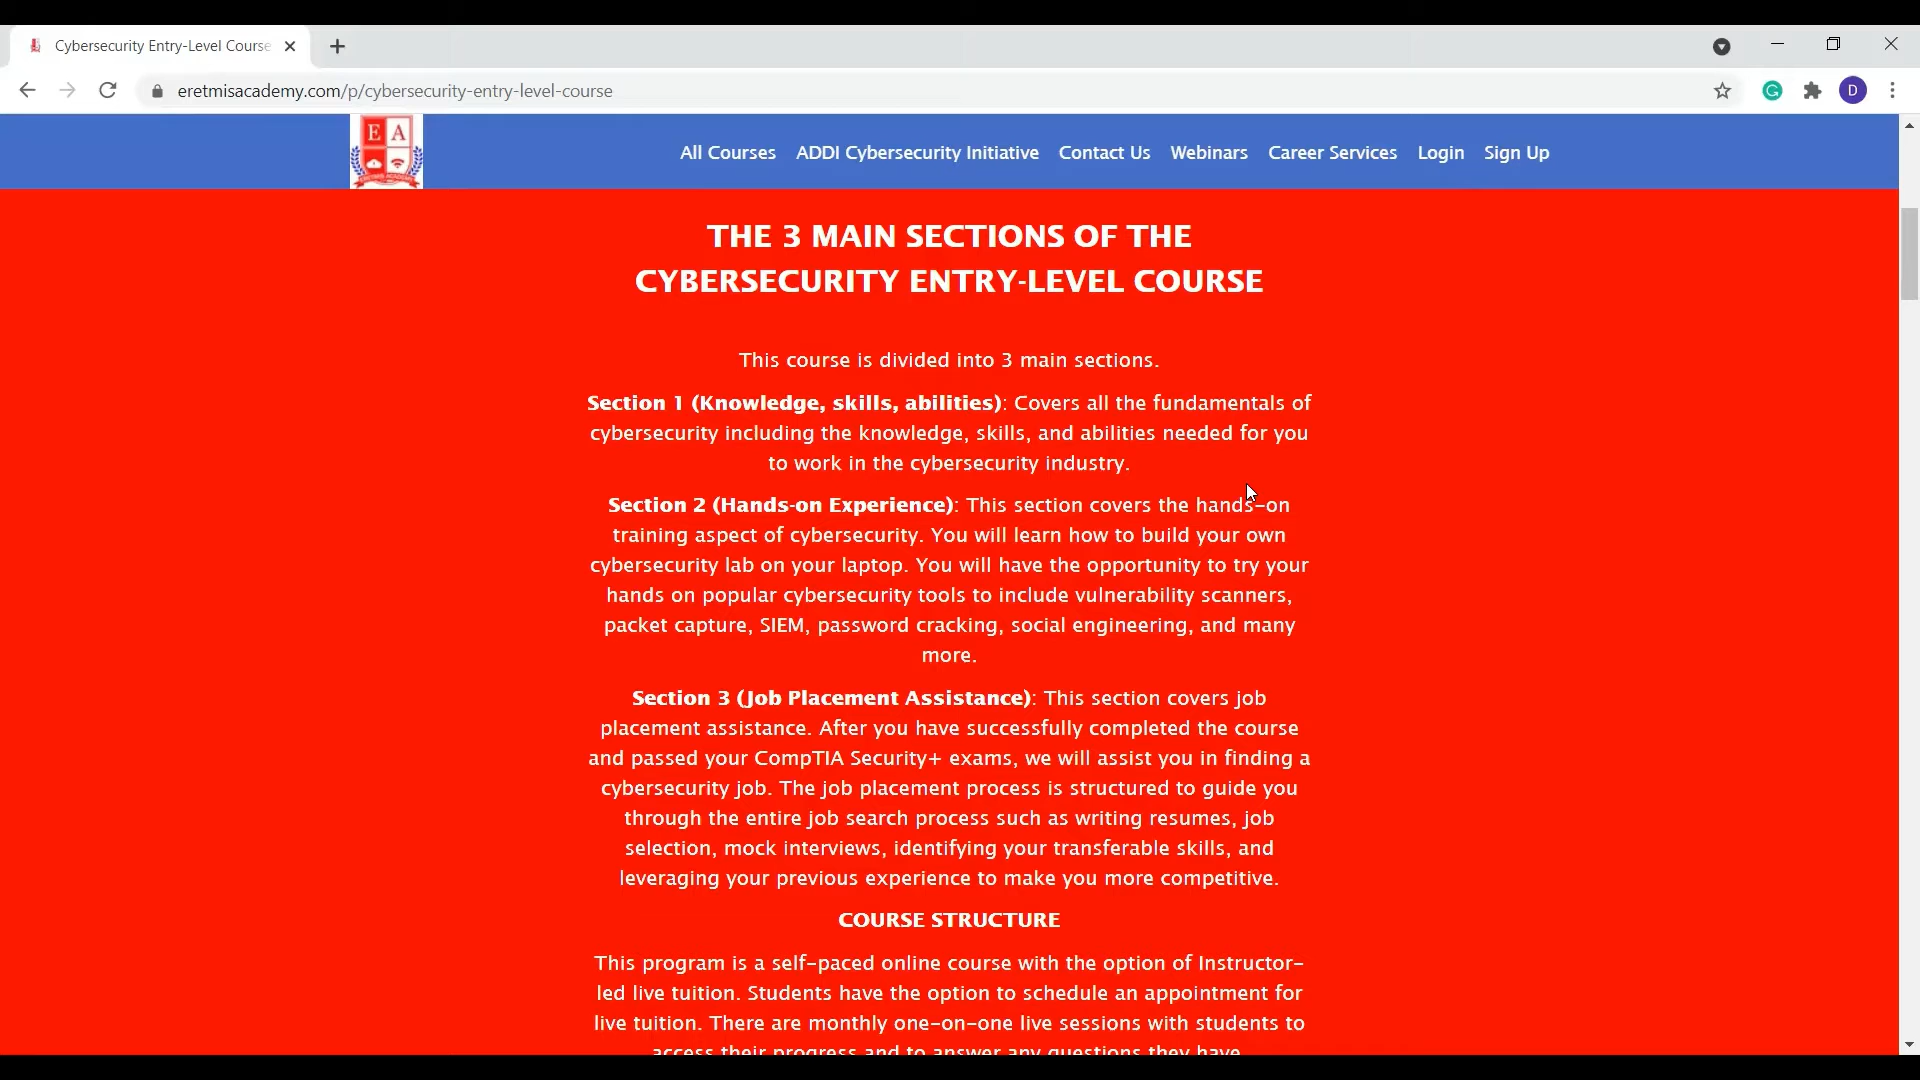 Cybersecurity Entry-Level Course
eretmisacademy.com/p/cybersecurity-entry-level-course
D
E A
All Courses ADDI Cybersecurity Initiative Contact Us Webinars Career Services Login Sign Up
THE 3 MAIN SECTIONS OF THE
CYBERSECURITY ENTRY-LEVEL COURSE
This course is divided into 3 main sections.
Section 1 (Knowledge, skills, abilities): Covers all the fundamentals of
cybersecurity including the knowledge, skills, and abilities needed for you
to work in the cybersecurity industry.
Section 2 (Hands-on Experience): This section covers the hands-on
training aspect of cybersecurity. You will learn how to build your own
cybersecurity lab on your laptop. You will have the opportunity to try your
hands on popular cybersecurity tools to include vulnerability scanners,
packet capture, SIEM, password cracking, social engineering, and many
more.
Section 3 (Job Placement Assistance): This section covers job
placement assistance. After you have successfully completed the course
and passed your CompTIA Security+ exams, we will assist you in finding a
cybersecurity job. The job placement process is structured to guide you
through the entire job search process such as writing resumes, job
selection, mock interviews, identifying your transferable skills, and
leveraging your previous experience to make you more competitive.
COURSE STRUCTURE
This program is a self-paced online course with the option of Instructor-
led live tuition. Students have the option to schedule an appointment for
live tuition. There are monthly one-on-one live sessions with students to
access their progress and to answer any questions they have